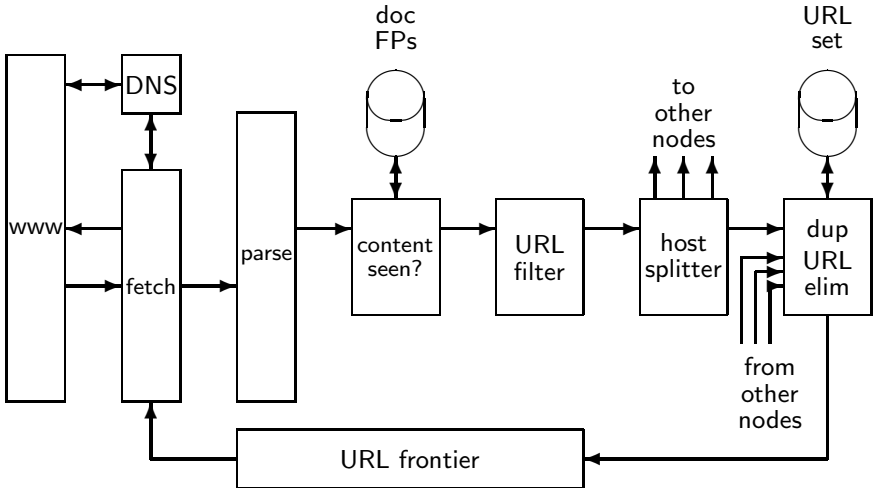 doc
FPs
URL
set
DNS
to
other
nodes
www
fetch
parse
content
seen?
URL
filter
host
splitter
dup
URL
elim
from
other
nodes
URL frontier